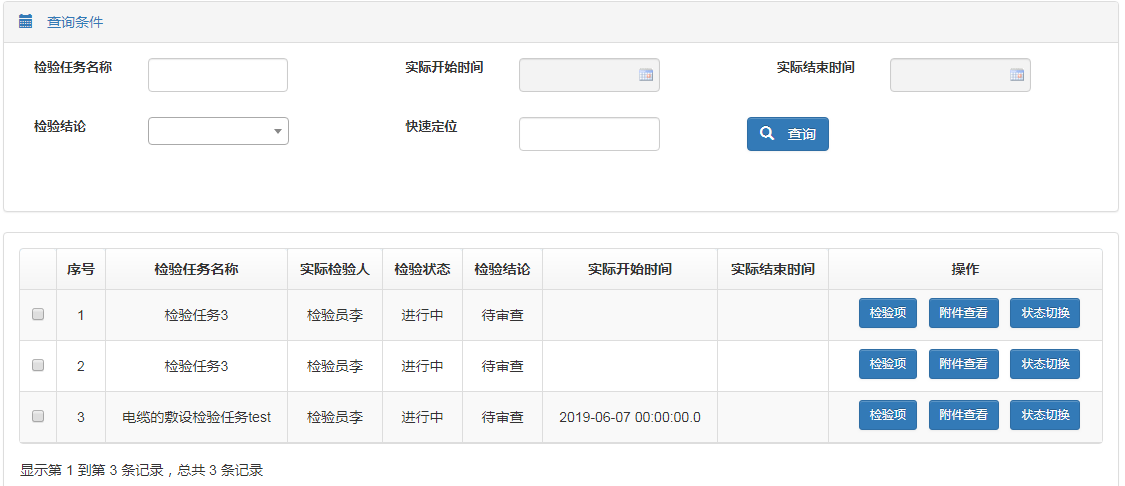 查询条件
检验任务名称 实际开始时间 实际结束时间
检验结论 快速定位 查询
序号 检验任务名称 实际检验人 检验状态 检验结论 实际开始时间 实际结束时间 操作
1 检验任务3 检验员李 进行中 待审查 检验项 附件查看 状态切换
2 检验任务3 检验员李 进行中 待审查 检验项 附件查看 状态切换
3 电缆的敷设检验任务test 检验员李 进行中 待审查 2019-06-07 00:00:00.0 检验项 附件查看 状态切换
显示第 1 到第 3 条记录，总共 3 条记录